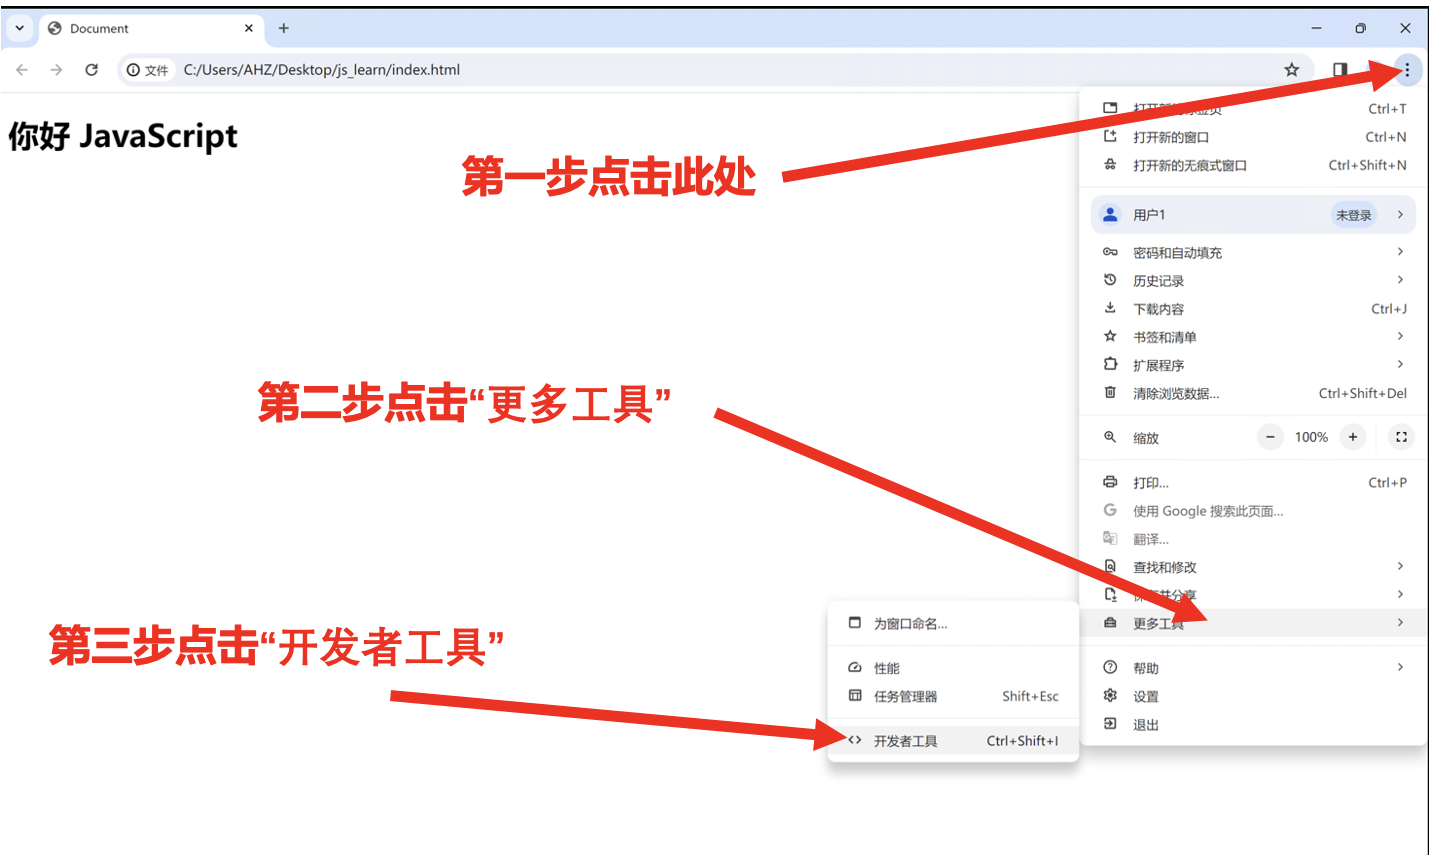 Document
文件 C:/Users/AHZ/Desktop/js_learn/index.html
你好 JavaScript
第一步点击此处
第二步点击“更多工具”
第三步点击“开发者工具”
打开新的标签页 Ctrl+T
打开新的窗口 Ctrl+N
打开新的无痕式窗口 Ctrl+Shift+N
用户1 未登录
密码和自动填充
历史记录
下载内容 Ctrl+J
书签和清单
扩展程序
清除浏览数据... Ctrl+Shift+Del
缩放 − 100% +
打印... Ctrl+P
使用 Google 搜索此页面...
翻译...
查找和修改
保存并分享
更多工具
帮助
设置
退出
为窗口命名...
性能
任务管理器 Shift+Esc
开发者工具 Ctrl+Shift+I